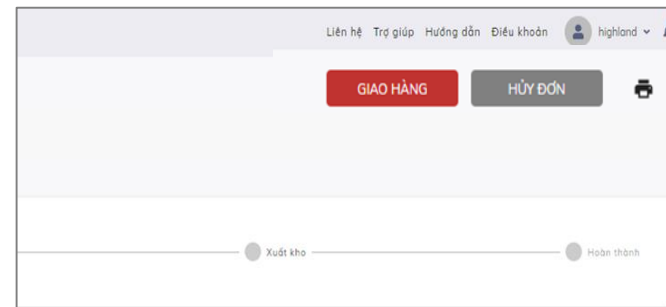 Liên hệ Trợ giúp Hướng dẫn Điều khoản highland
GIAO HÀNG HỦY ĐƠN
Xuất kho Hoàn thành